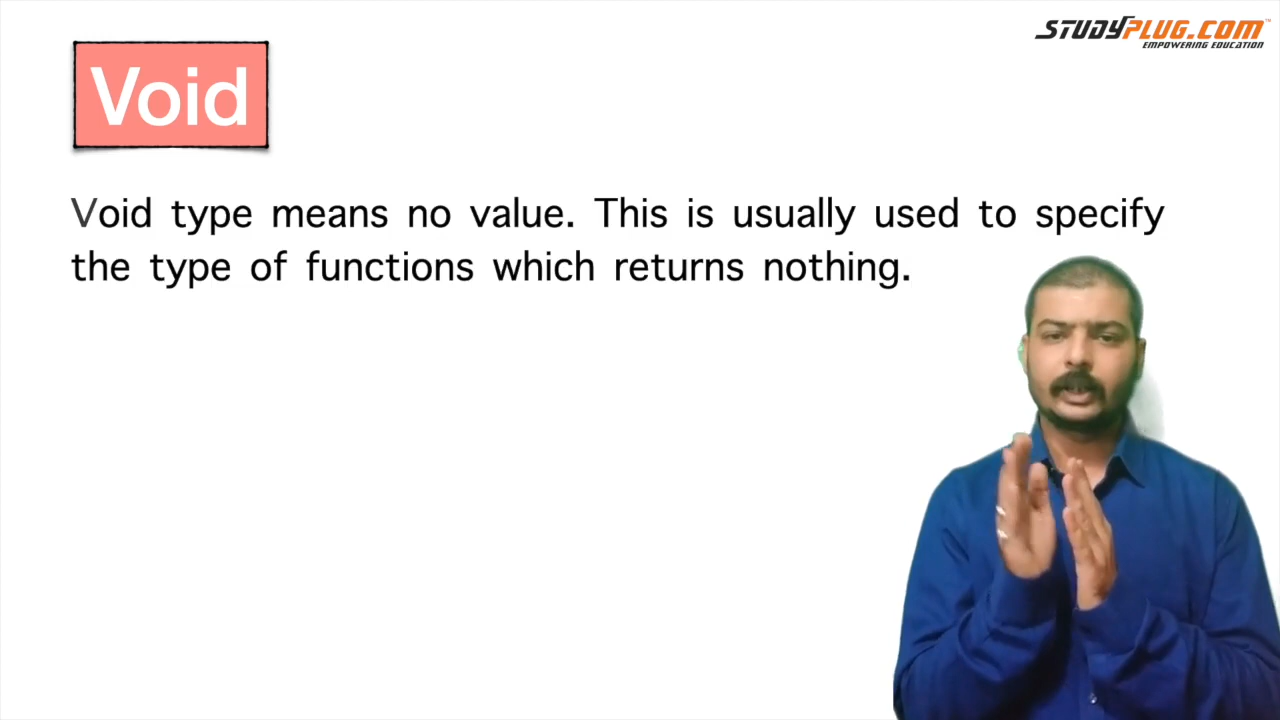 STUDYPLUG.COM
EMPOWERING EDUCATION
Void
Void type means no value. This is usually used to specify
the type of functions which returns nothing.